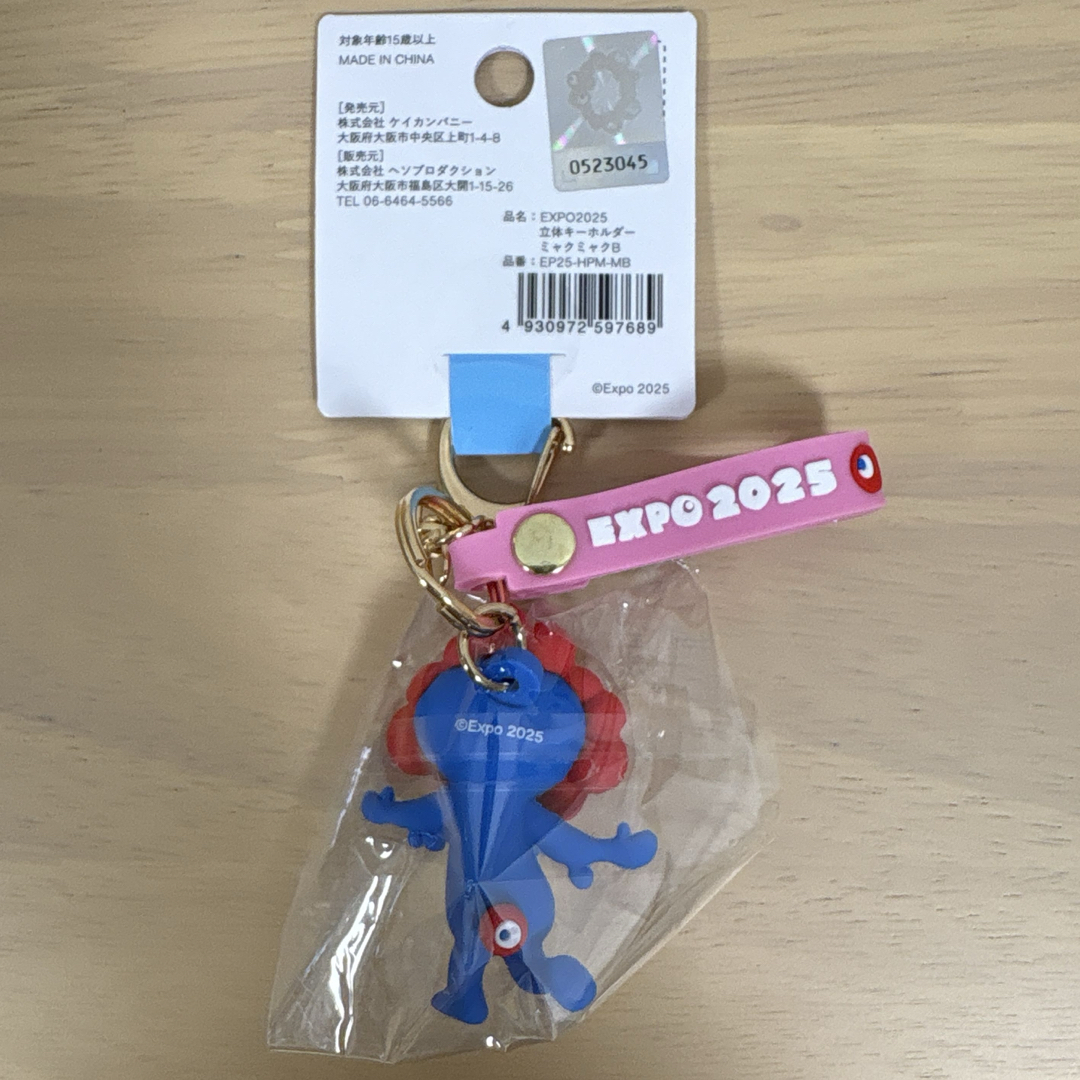 対象年齢15歳以上
MADE IN CHINA
[発売元]
株式会社 ケイカンパニー
大阪府大阪市中央区上町1-4-8
[販売元]
株式会社 ヘソプロダクション
大阪府大阪市福島区大開1-15-26
TEL 06-6464-5566
0523045
品名：EXPO2025
立体キーホルダー
ミャクミャクB
品番：EP25-HPM-MB
4 930972 597689
©Expo 2025
EXPO 2025
©Expo 2025